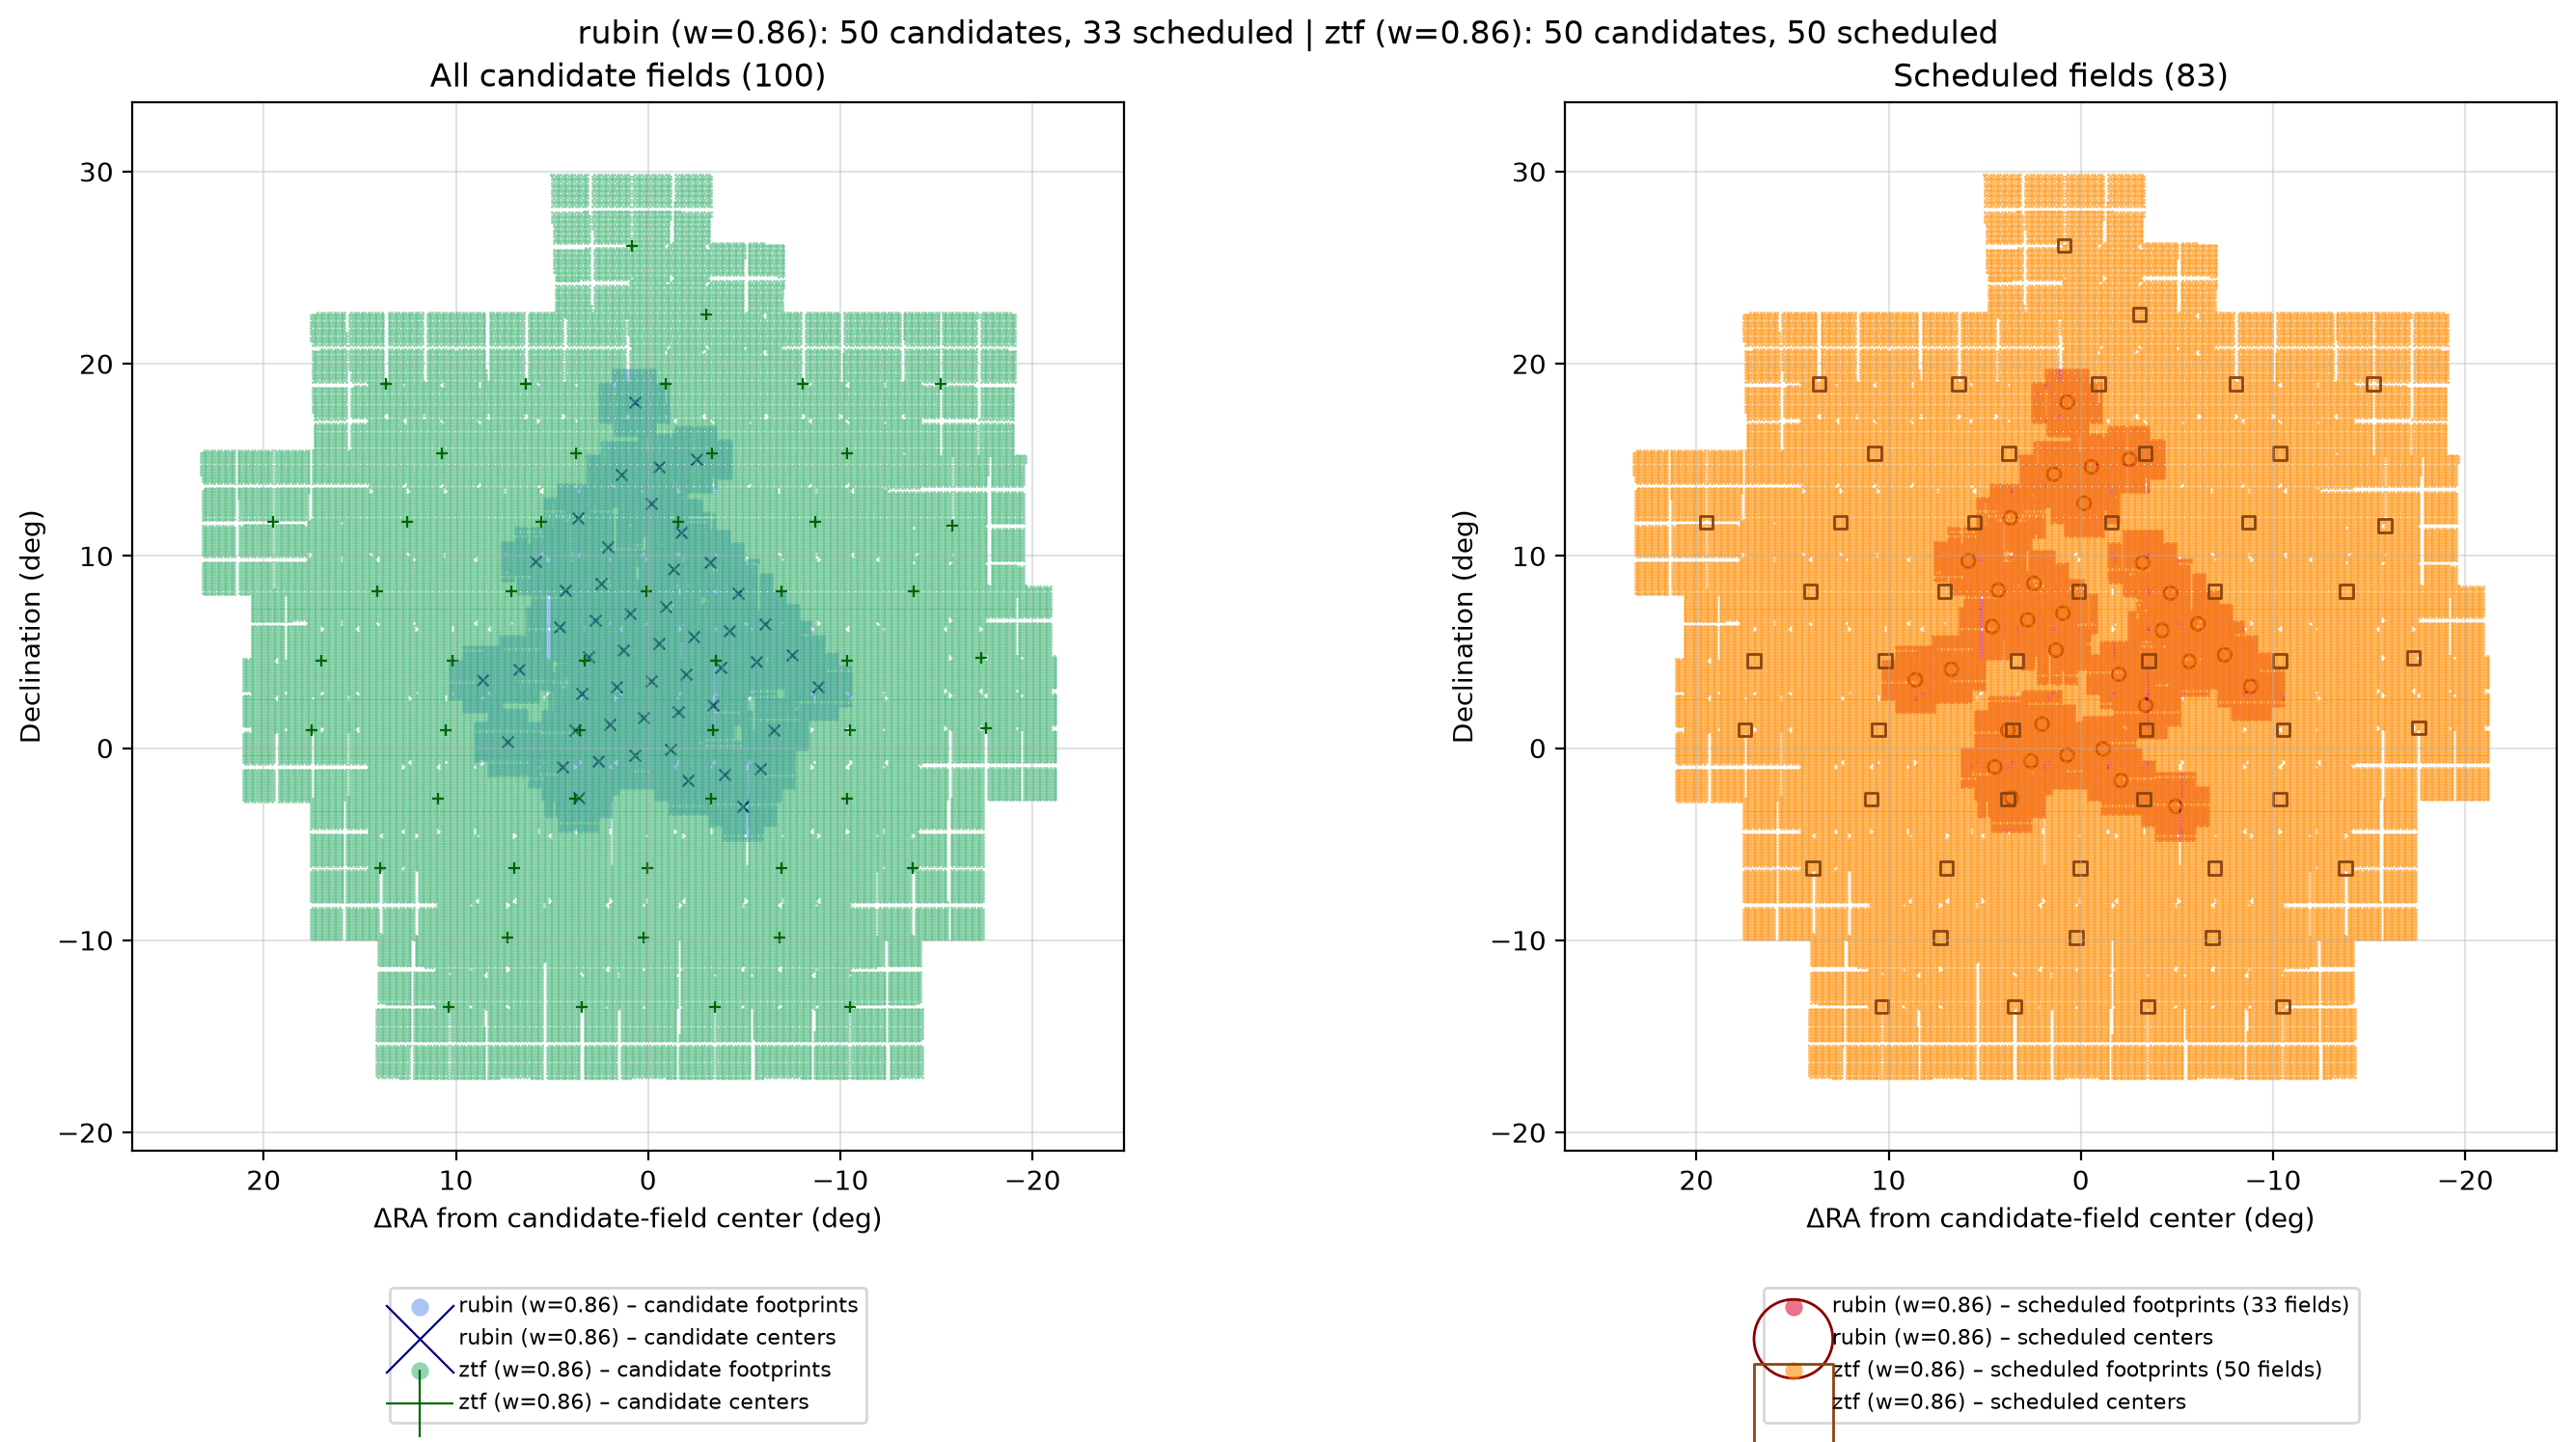 rubin (w=0.86): 50 candidates, 33 scheduled | ztf (w=0.86): 50 candidates, 50 scheduled
All candidate fields (100)
30
20
10
0
−10
−20
Declination (deg)
20
10
0
−10
−20
ΔRA from candidate-field center (deg)
rubin (w=0.86) – candidate footprints
rubin (w=0.86) – candidate centers
ztf (w=0.86) – candidate footprints
ztf (w=0.86) – candidate centers
Scheduled fields (83)
30
20
10
0
−10
−20
Declination (deg)
20
10
0
−10
−20
ΔRA from candidate-field center (deg)
rubin (w=0.86) – scheduled footprints (33 fields)
rubin (w=0.86) – scheduled centers
ztf (w=0.86) – scheduled footprints (50 fields)
ztf (w=0.86) – scheduled centers